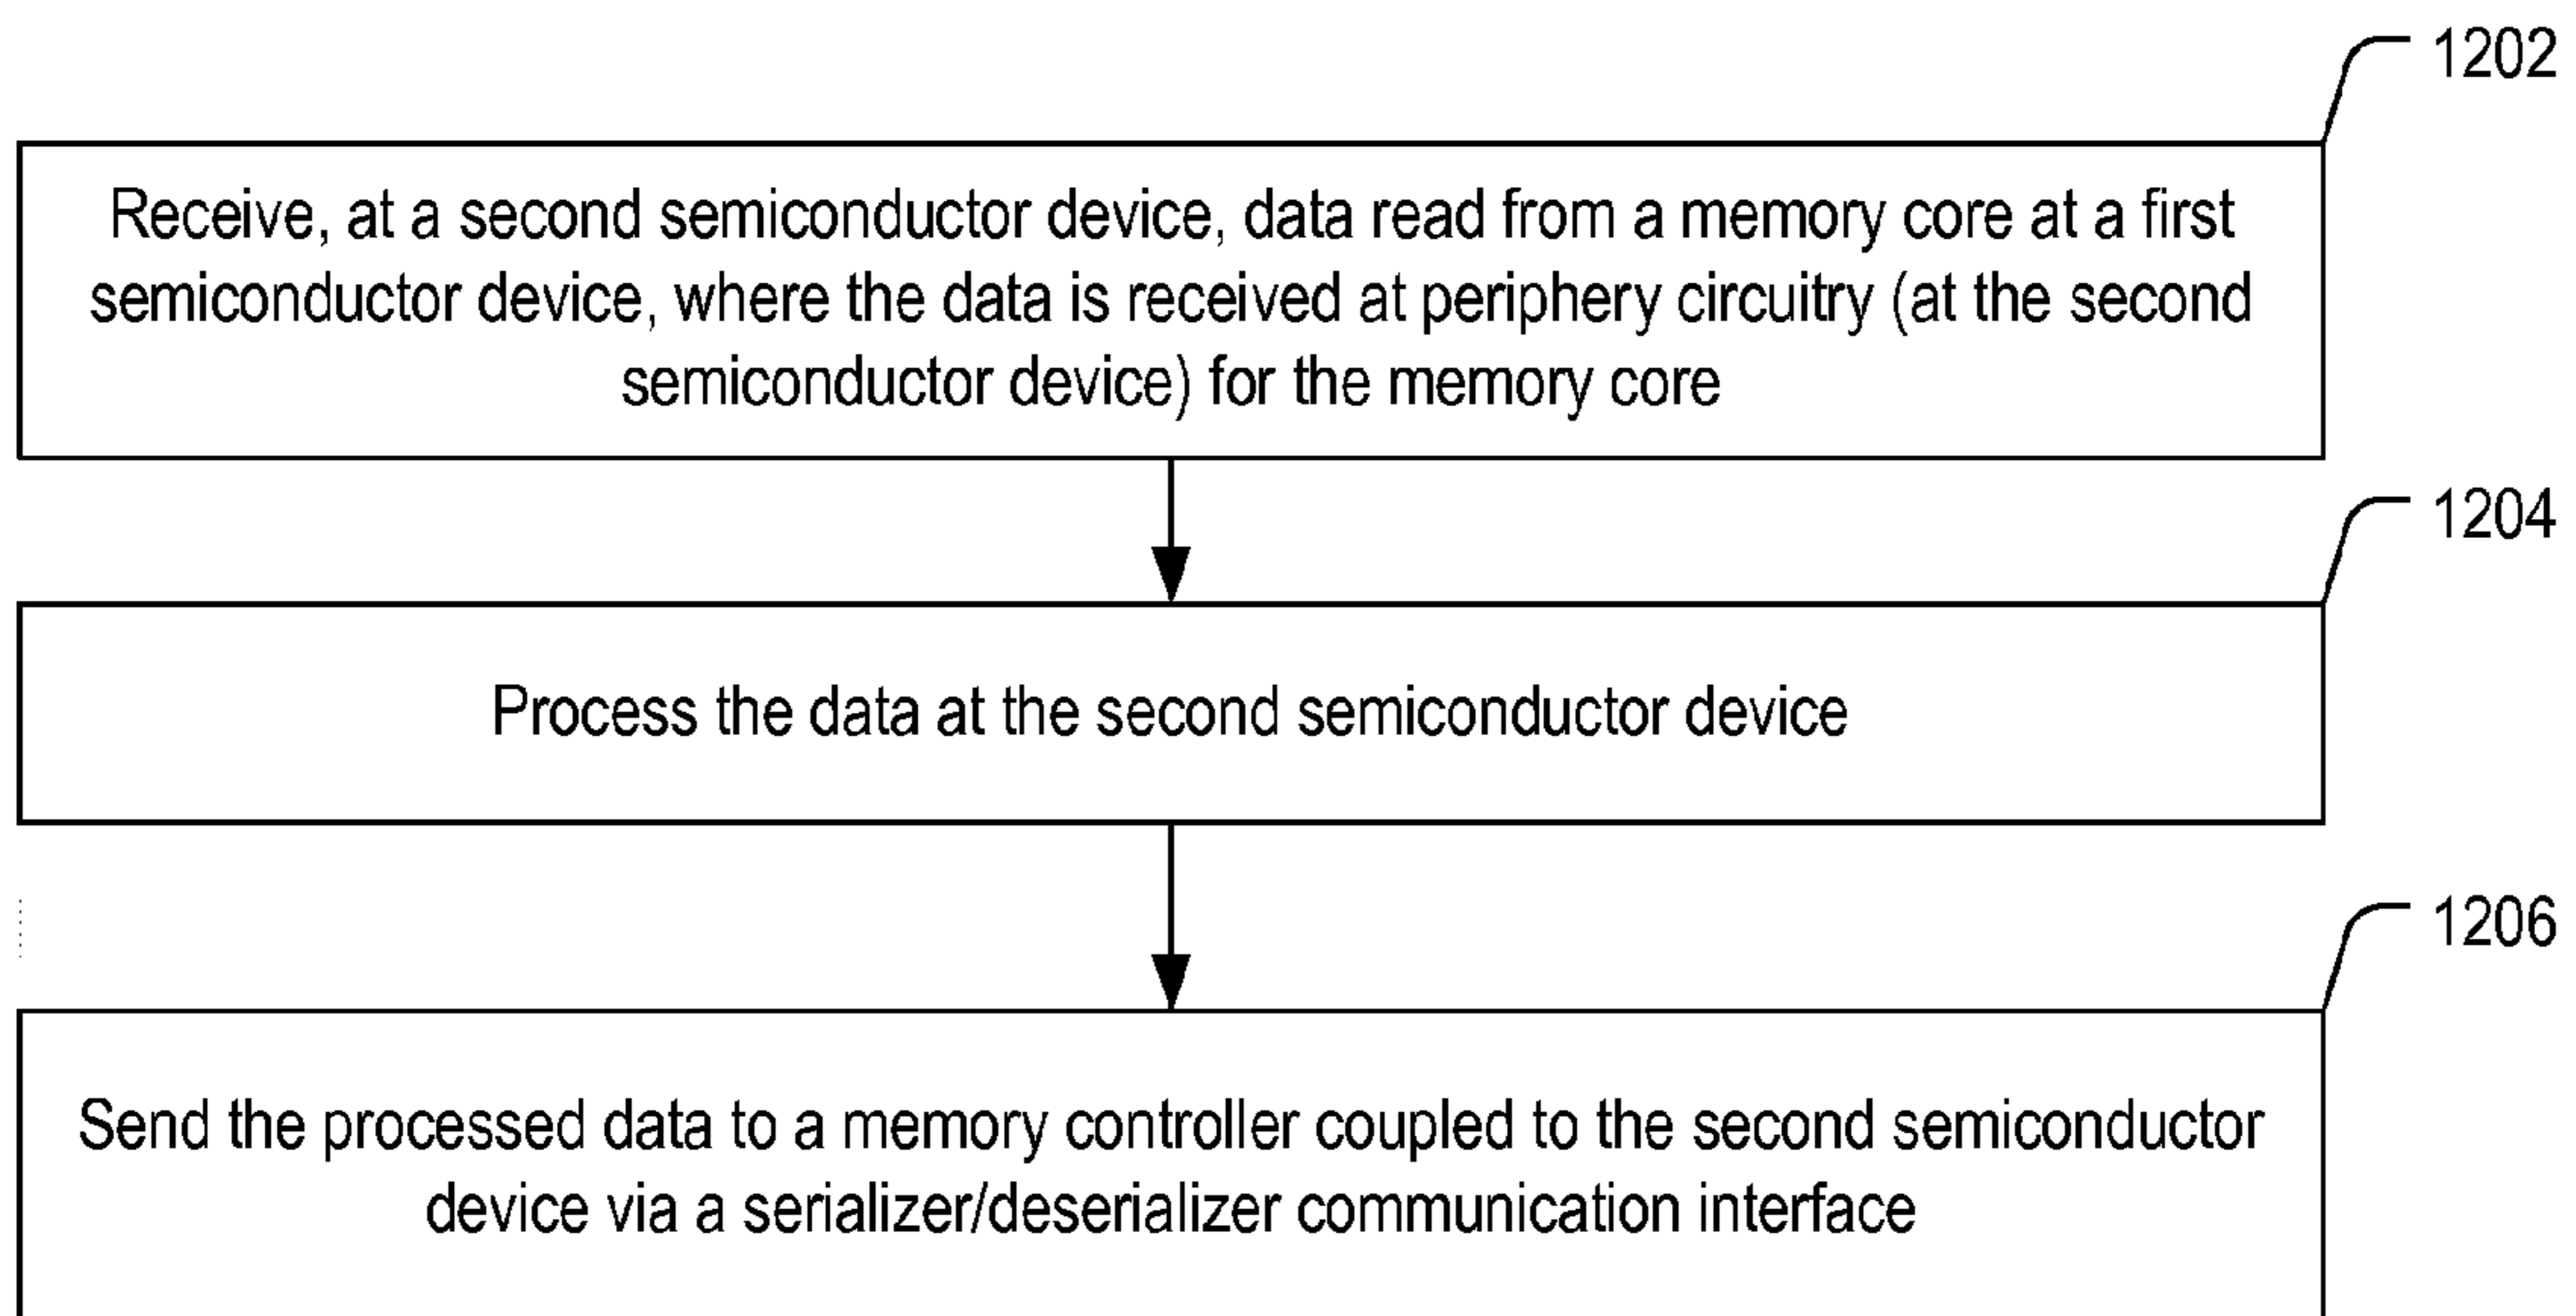 1202
Receive, at a second semiconductor device, data read from a memory core at a first
semiconductor device, where the data is received at periphery circuitry (at the second
semiconductor device) for the memory core
1204
Process the data at the second semiconductor device
1206
Send the processed data to a memory controller coupled to the second semiconductor
device via a serializer/deserializer communication interface